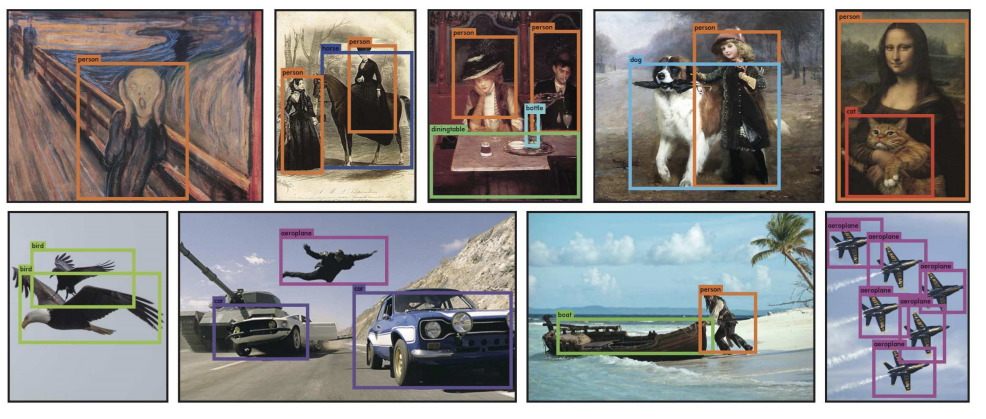 person
person
horse
person
person
person
diningtable
bottle
dog
person
person
cat
bird
bird
aeroplane
car
car
boat
person
aeroplane
aeroplane
aeroplane
aeroplane
aeroplane
aeroplane